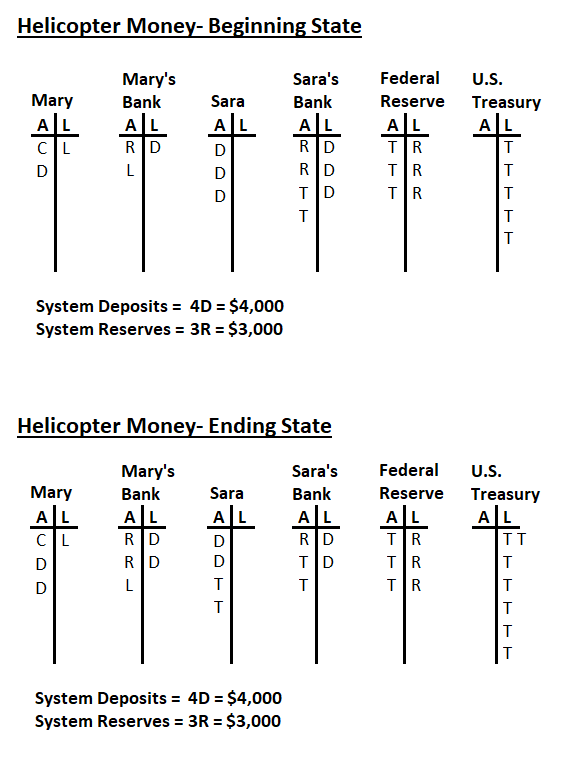 Helicopter Money- Beginning State
Mary's Sara's Federal U.S.
Mary Bank Sara Bank Reserve Treasury
A L A L A L A L A L A L
C L R D D R D T R T
D L D R D T R T
D T D T R T
T T
T
System Deposits = 4D = $4,000
System Reserves = 3R = $3,000
Helicopter Money- Ending State
Mary's Sara's Federal U.S.
Mary Bank Sara Bank Reserve Treasury
A L A L A L A L A L A L
C L R D D R D T R T T
D R D D T D T R T
D L T T T R T
T T
T
T
System Deposits = 4D = $4,000
System Reserves = 3R = $3,000